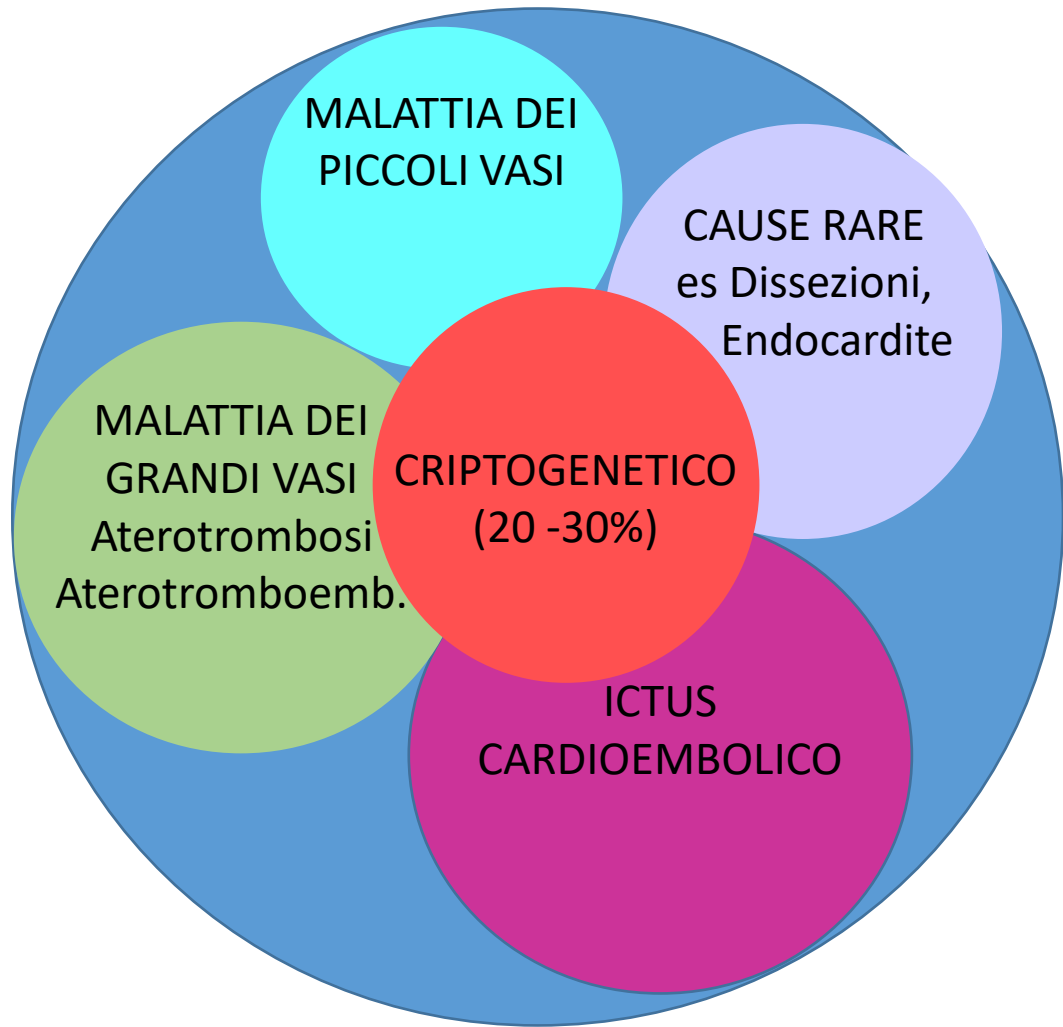 MALATTIA DEI
PICCOLI VASI
CAUSE RARE
es Dissezioni,
Endocardite
MALATTIA DEI
GRANDI VASI
Aterotrombosi
Aterotromboemb.
CRIPTOGENETICO
(20 -30%)
ICTUS
CARDIOEMBOLICO